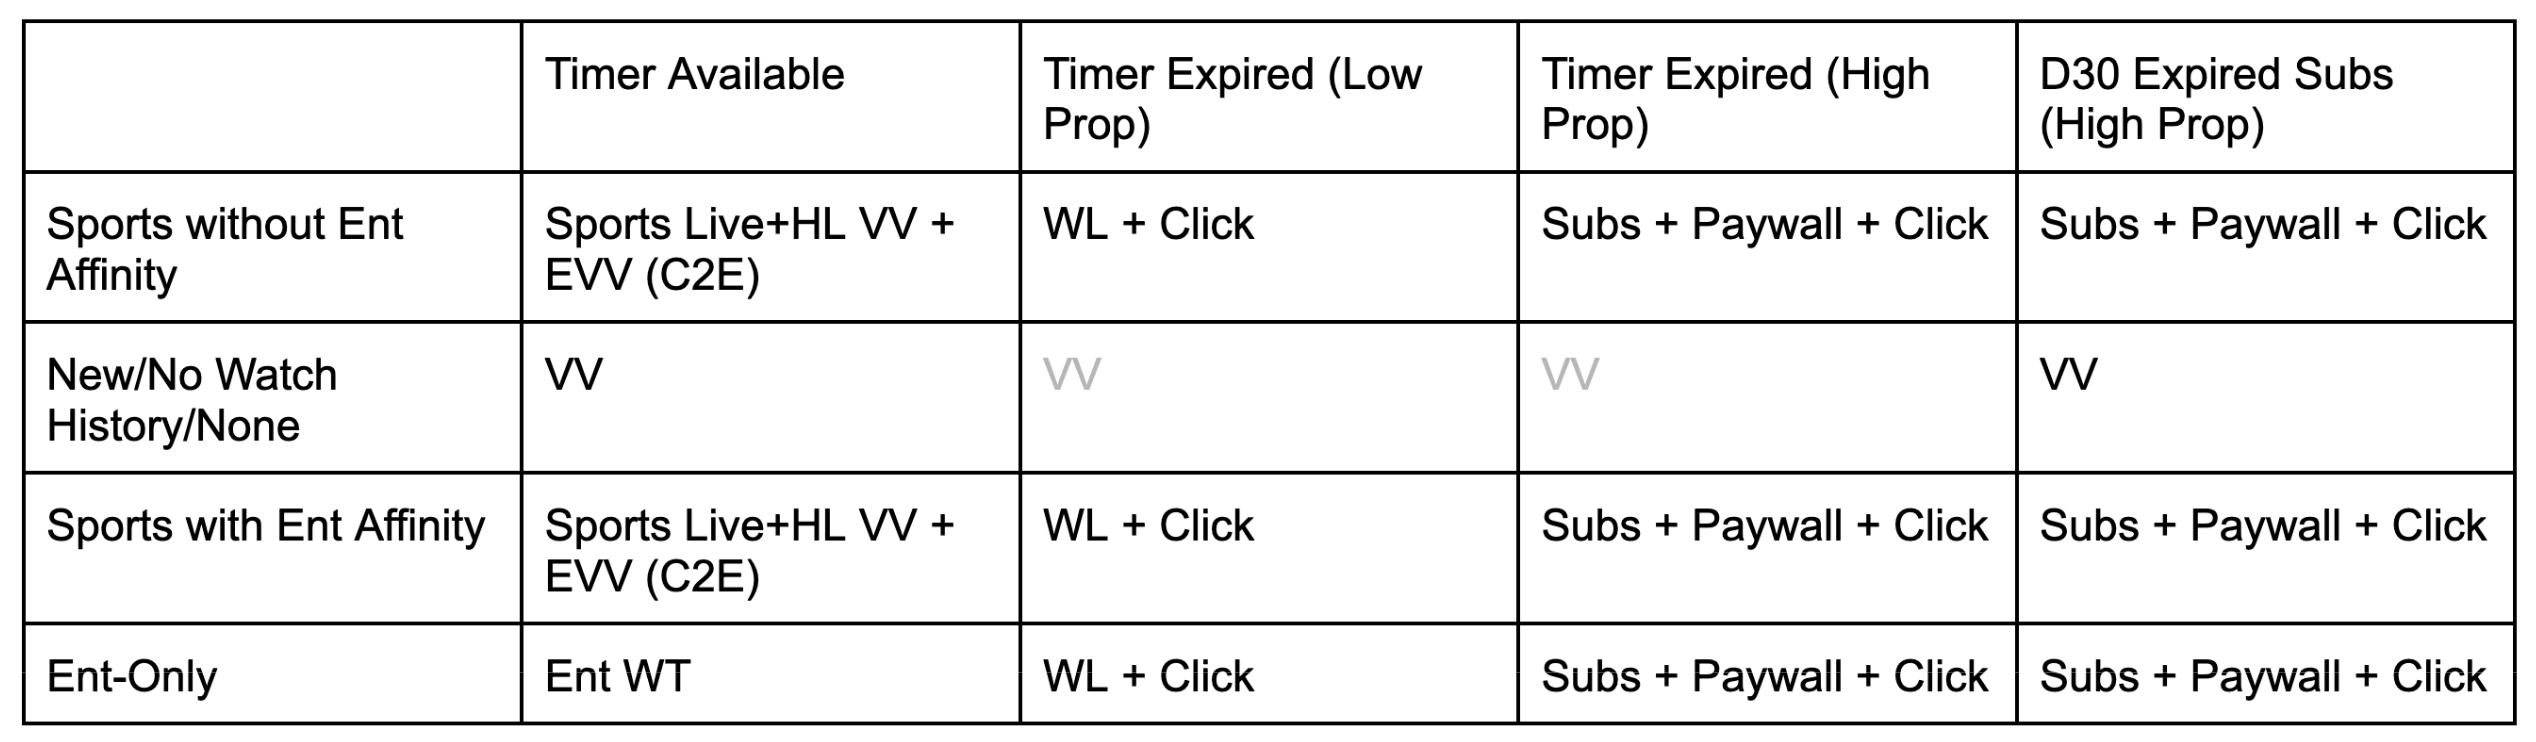 Timer Available
Timer Expired (Low
Prop)
Timer Expired (High
Prop)
D30 Expired Subs
(High Prop)
Sports without Ent
Affinity
Sports Live+HL VV +
EVV (C2E)
WL + Click
Subs + Paywall + Click
Subs + Paywall + Click
New/No Watch
History/None
VV
VV
VV
VV
Sports with Ent Affinity
Sports Live+HL VV +
EVV (C2E)
WL + Click
Subs + Paywall + Click
Subs + Paywall + Click
Ent-Only
Ent WT
WL + Click
Subs + Paywall + Click
Subs + Paywall + Click